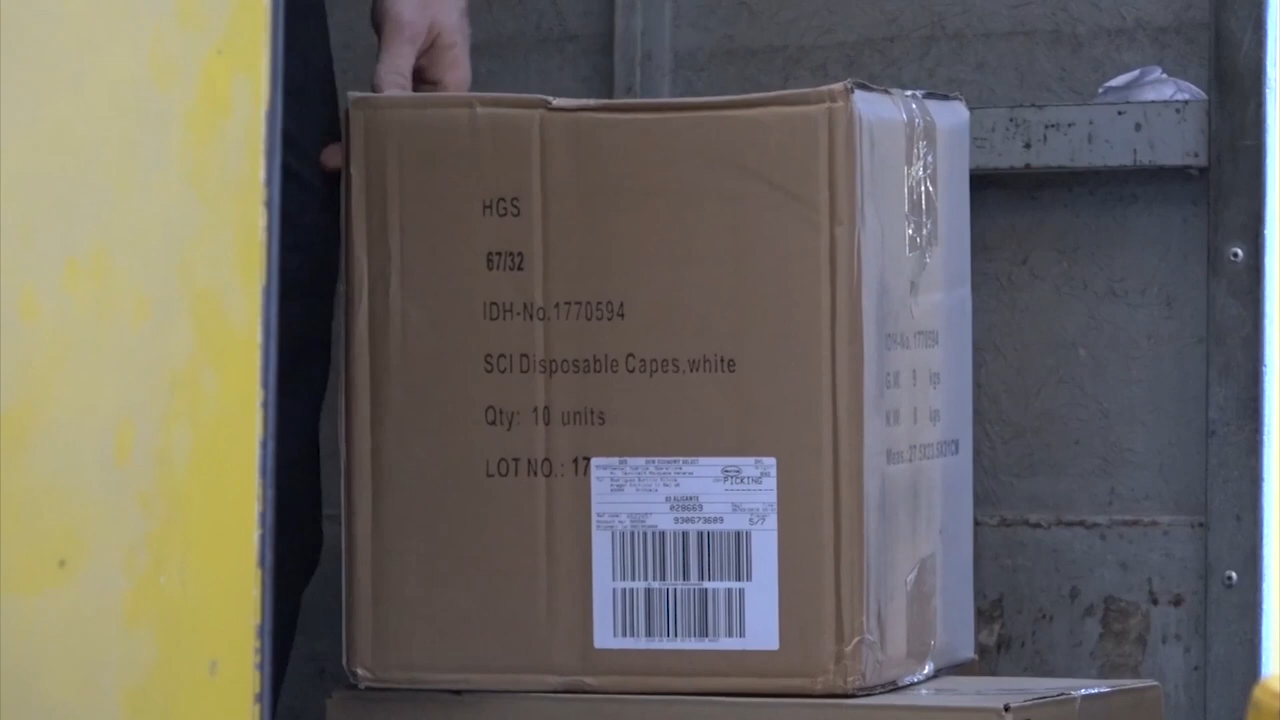 HGS
67/32
IDH-No.1770594
SCI Disposable Capes,white
Qty: 10 units
LOT NO.: 17
PICKING
028669
930673689
5/7
IDH-No.1770594
G.W. 9 kgs
N.W. 8 kgs
Meas.: